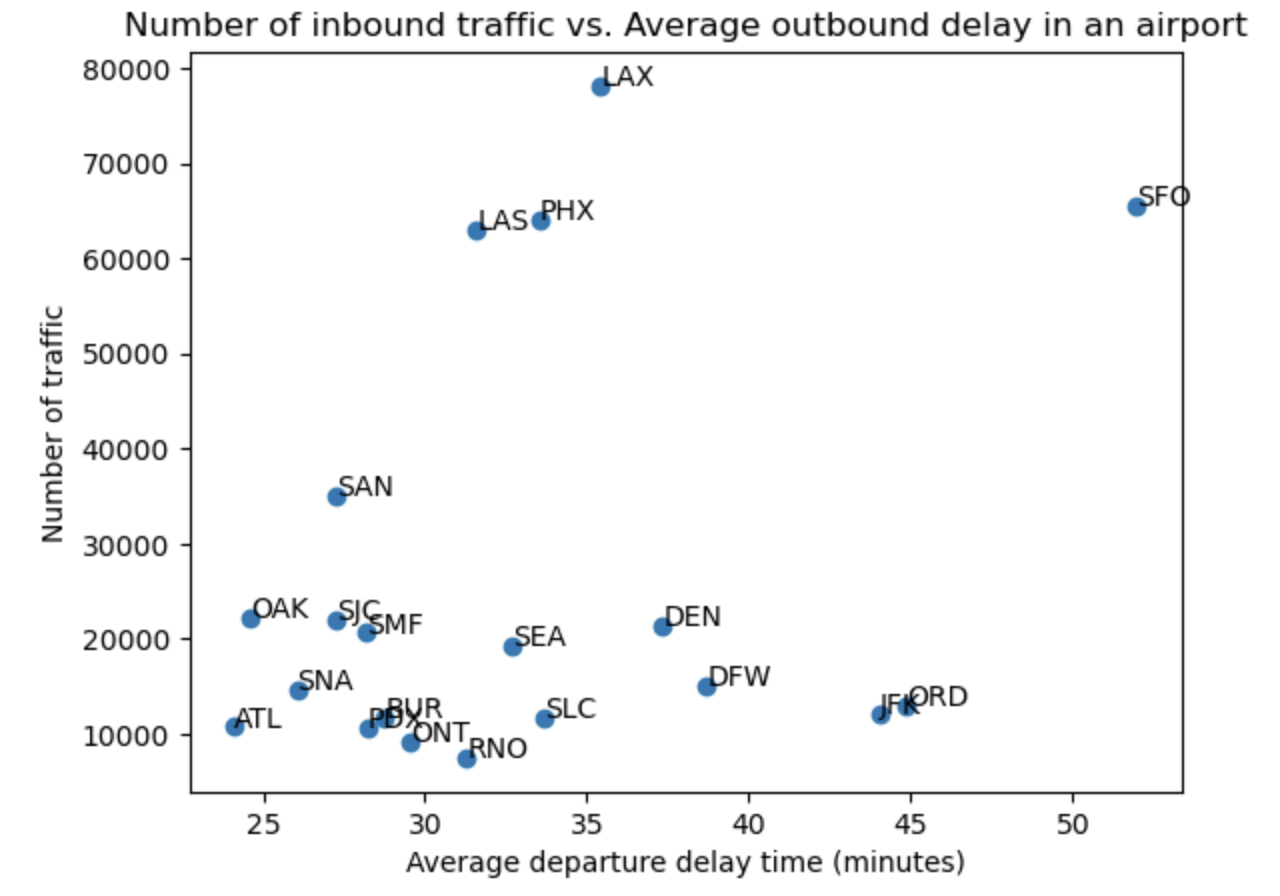 Number of inbound traffic vs. Average outbound delay in an airport
80000
70000
60000
50000
40000
30000
20000
10000
Number of traffic
LAX
SFO
PHX
LAS
SAN
OAK
SJC
SMF
DEN
SEA
SNA
DFW
ORD
JFK
ATL
BUR
PDX
SLC
ONT
RNO
25 30 35 40 45 50
Average departure delay time (minutes)